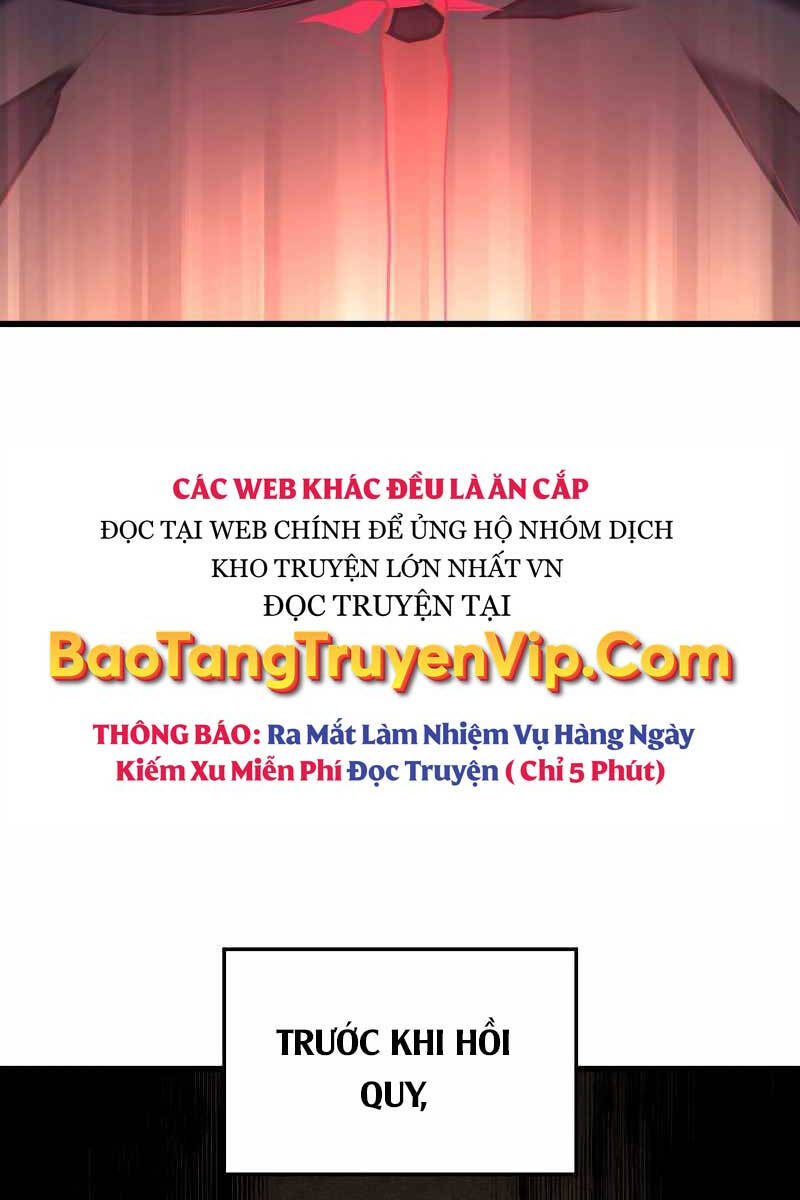 CÁC WEB KHÁC ĐỀU LÀ ĂN CẮP
ĐỌC TẠI WEB CHÍNH ĐỂ ỦNG HỘ NHÓM DỊCH
KHO TRUYỆN LỚN NHẤT VN
ĐỌC TRUYỆN TẠI
BaoTangTruyenVip.Com
THÔNG BÁO: Ra Mắt Làm Nhiệm Vụ Hàng Ngày
Kiếm Xu Miễn Phí Đọc Truyện ( Chỉ 5 Phút)
TRƯỚC KHI HỒI
QUY,